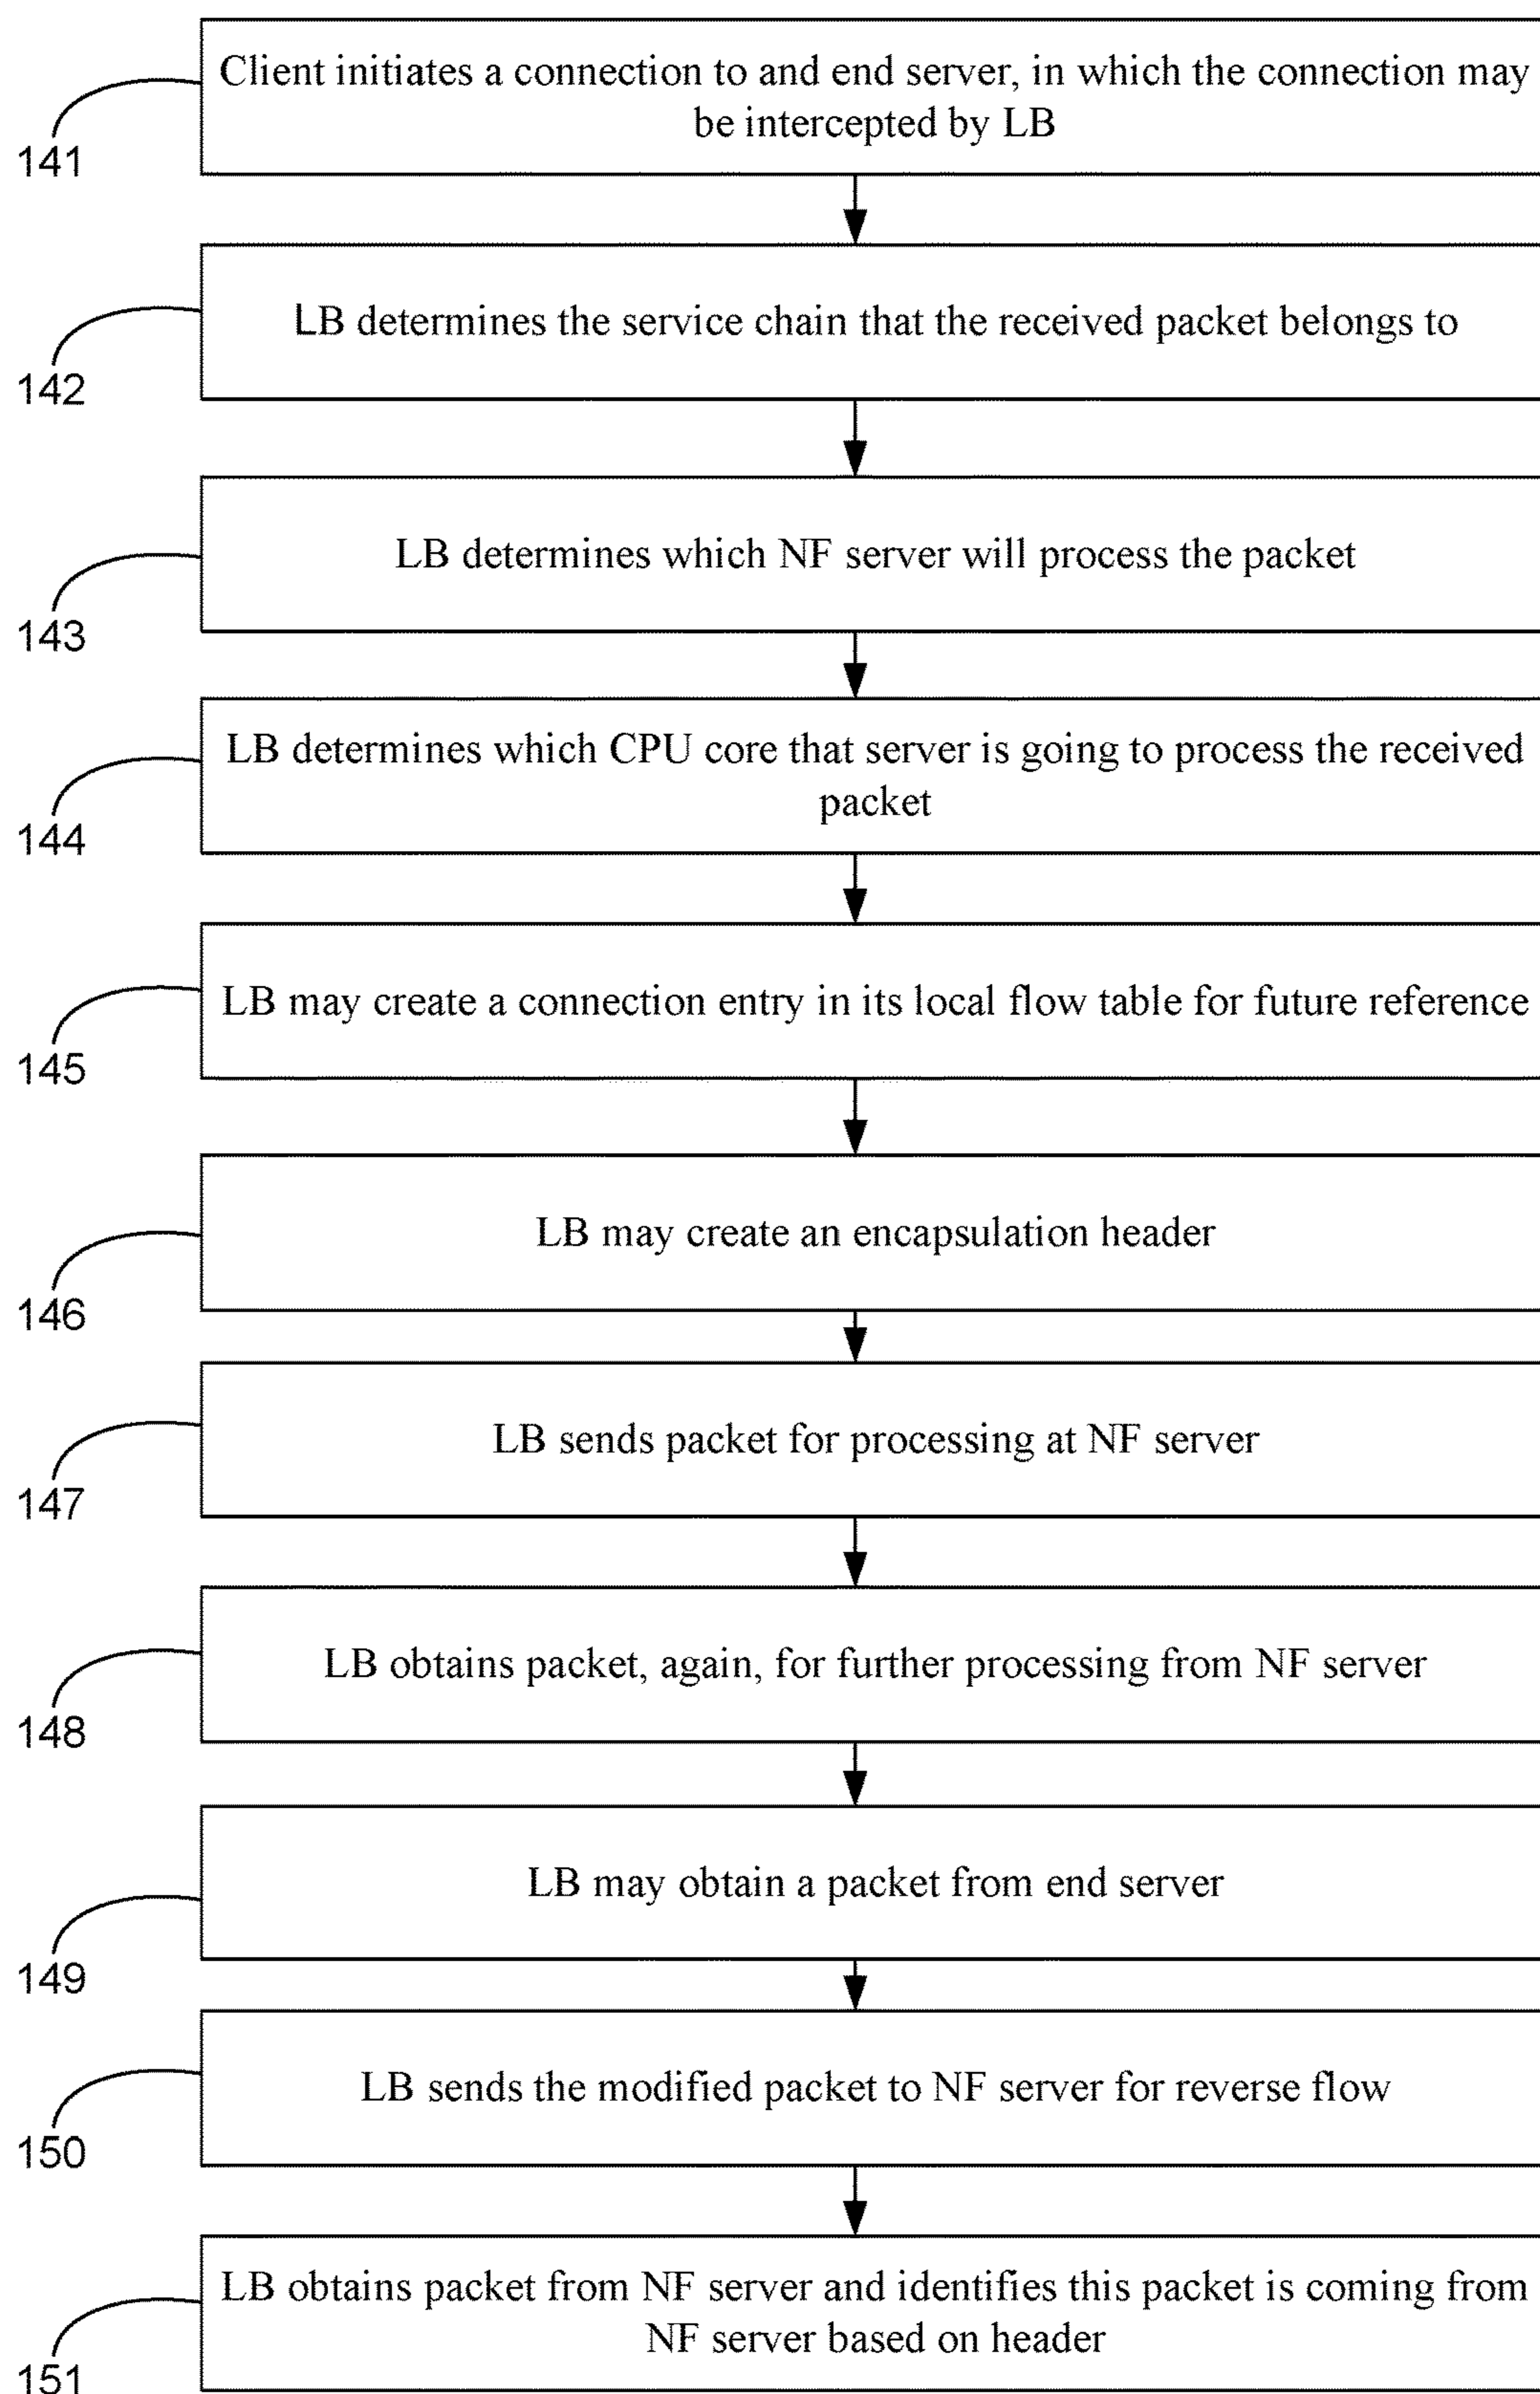 Client initiates a connection to and end server, in which the connection may
be intercepted by LB
141
LB determines the service chain that the received packet belongs to
142
LB determines which NF server will process the packet
143
LB determines which CPU core that server is going to process the received
packet
144
LB may create a connection entry in its local flow table for future reference
145
LB may create an encapsulation header
146
LB sends packet for processing at NF server
147
LB obtains packet, again, for further processing from NF server
148
LB may obtain a packet from end server
149
LB sends the modified packet to NF server for reverse flow
150
LB obtains packet from NF server and identifies this packet is coming from
NF server based on header
151